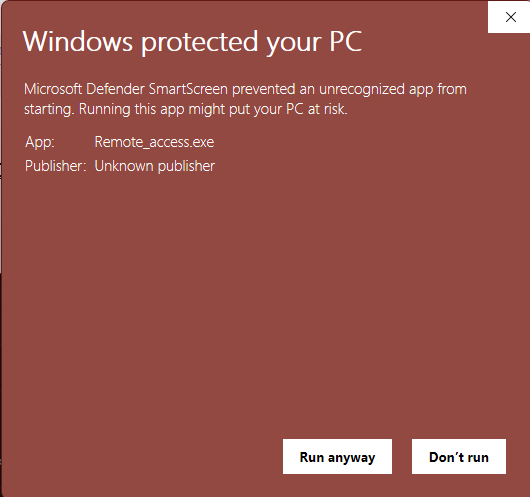 Windows protected your PC
Microsoft Defender SmartScreen prevented an unrecognized app from
starting. Running this app might put your PC at risk.
App: Remote_access.exe
Publisher: Unknown publisher
Run anyway Don’t run